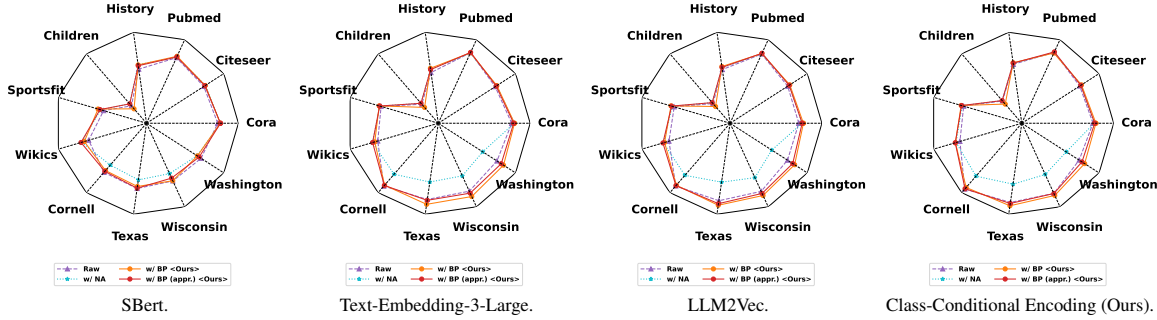 History
Pubmed
Children
Citeseer
Sportsfit
Cora
Wikics
Washington
Cornell
Wisconsin
Texas
Raw
w/ NA
w/ BP <Ours>
w/ BP (appr.) <Ours>
SBert.
History
Pubmed
Children
Citeseer
Sportsfit
Cora
Wikics
Washington
Cornell
Wisconsin
Texas
Raw
w/ NA
w/ BP <Ours>
w/ BP (appr.) <Ours>
Text-Embedding-3-Large.
History
Pubmed
Children
Citeseer
Sportsfit
Cora
Wikics
Washington
Cornell
Wisconsin
Texas
Raw
w/ NA
w/ BP <Ours>
w/ BP (appr.) <Ours>
LLM2Vec.
History
Pubmed
Children
Citeseer
Sportsfit
Cora
Wikics
Washington
Cornell
Wisconsin
Texas
Raw
w/ NA
w/ BP <Ours>
w/ BP (appr.) <Ours>
Class-Conditional Encoding (Ours).